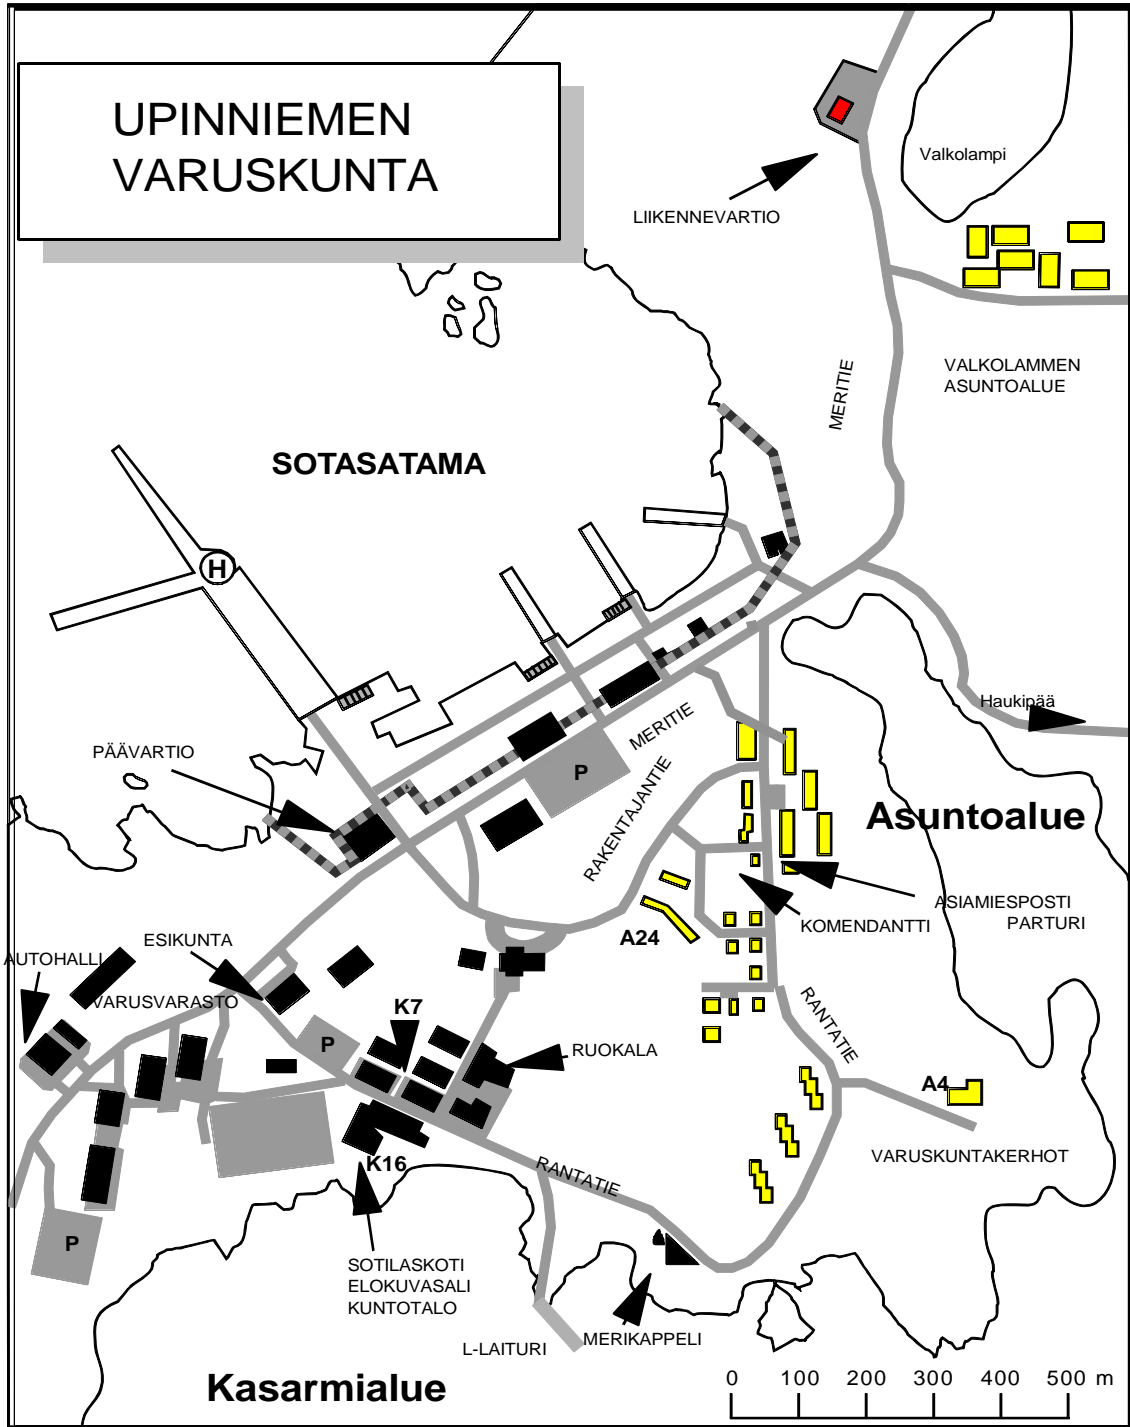 UPINNIEMEN
VARUSKUNTA
Valkolampi
LIIKENNEVARTIO
MERITIE
VALKOLAMMEN
ASUNTOALUE
SOTASATAMA
H
Haukipää
MERITIE
PÄÄVARTIO
P
RAKENTAJANTIE
Asuntoalue
ASIAMIESPOSTI
PARTURI
KOMENDANTTI
A24
ESIKUNTA
AUTOHALLI
VARUSVARASTO
K7
RANTATIE
P
RUOKALA
A4
VARUSKUNTAKERHOT
K16
RANTATIE
P
SOTILASKOTI
ELOKUVASALI
KUNTOTALO
L-LAITURI
MERIKAPPELI
Kasarmialue
0 100 200 300 400 500 m